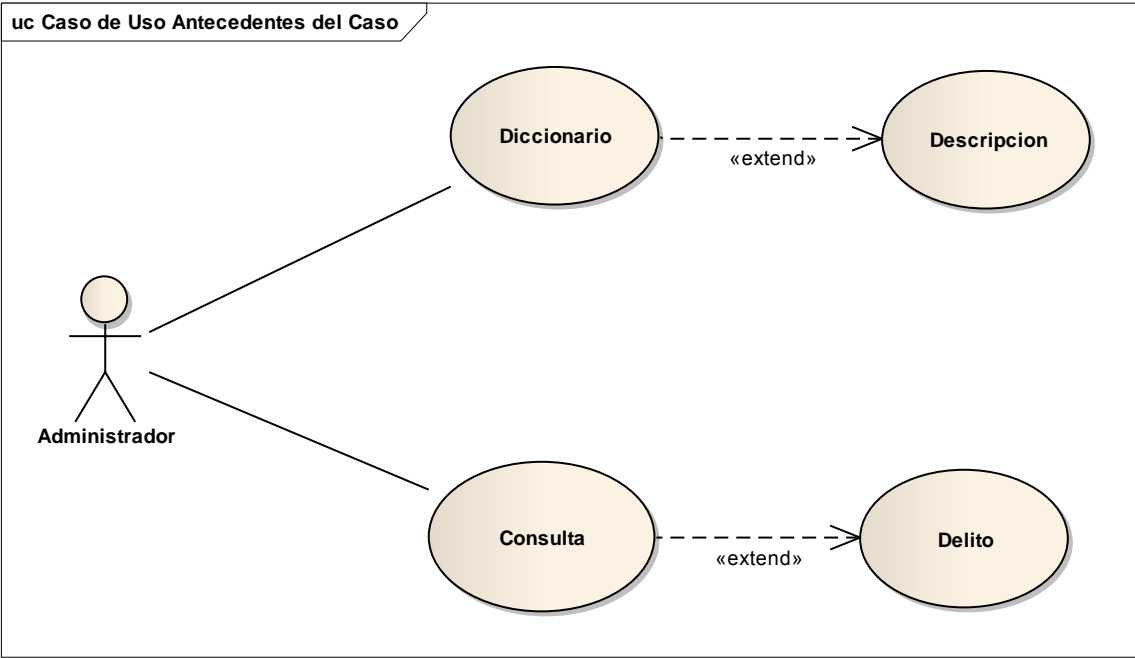 uc Caso de Uso Antecedentes del Caso
Diccionario
«extend»
Descripcion
Administrador
Consulta
«extend»
Delito